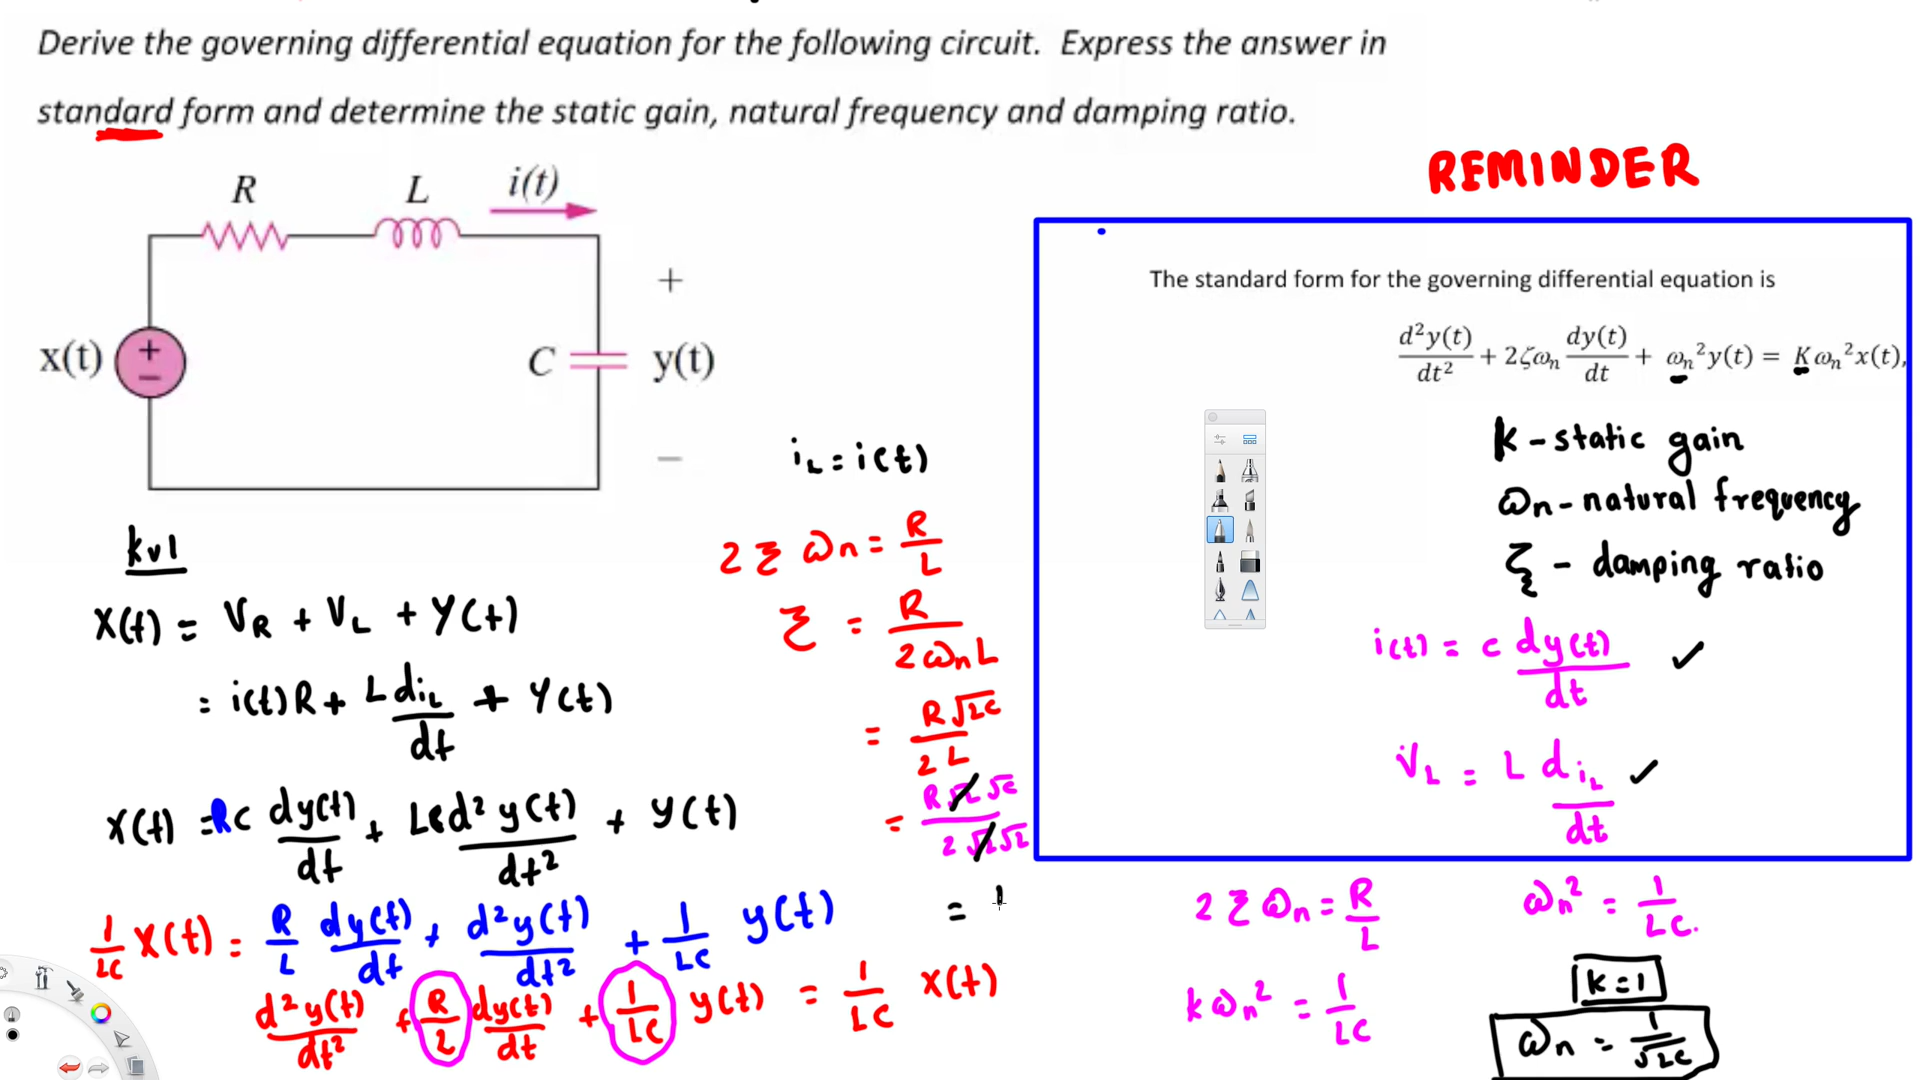 Derive the governing differential equation for the following circuit. Express the answer in
standard form and determine the static gain, natural frequency and damping ratio.
REMINDER
R
L
i(t)
x(t)
+
−
C
+
y(t)
−
The standard form for the governing differential equation is
d²y(t)/dt² + 2ζωn dy(t)/dt + ωn²y(t) = Kωn²x(t),
k - static gain
ωn - natural frequency
ζ - damping ratio
i(t) = c dy(t)/dt ✓
VL = L diL/dt ✓
iL = i(t)
kvl
x(t) = VR + VL + y(t)
= i(t)R + L diL/dt + y(t)
x(t) = Rc dy(t)/dt + Lc d²y(t)/dt² + y(t)
1/LC x(t) = R/L dy(t)/dt + d²y(t)/dt² + 1/LC y(t)
d²y(t)/dt² + R/L dy(t)/dt + 1/LC y(t) = 1/LC x(t)
2ζωn = R/L
ζ = R/2ωnL
= R√LC/2L
= R√L√C/2√L√L
=
2ζωn = R/L
ωn² = 1/LC.
kωn² = 1/LC
k = 1
ωn = 1/√LC